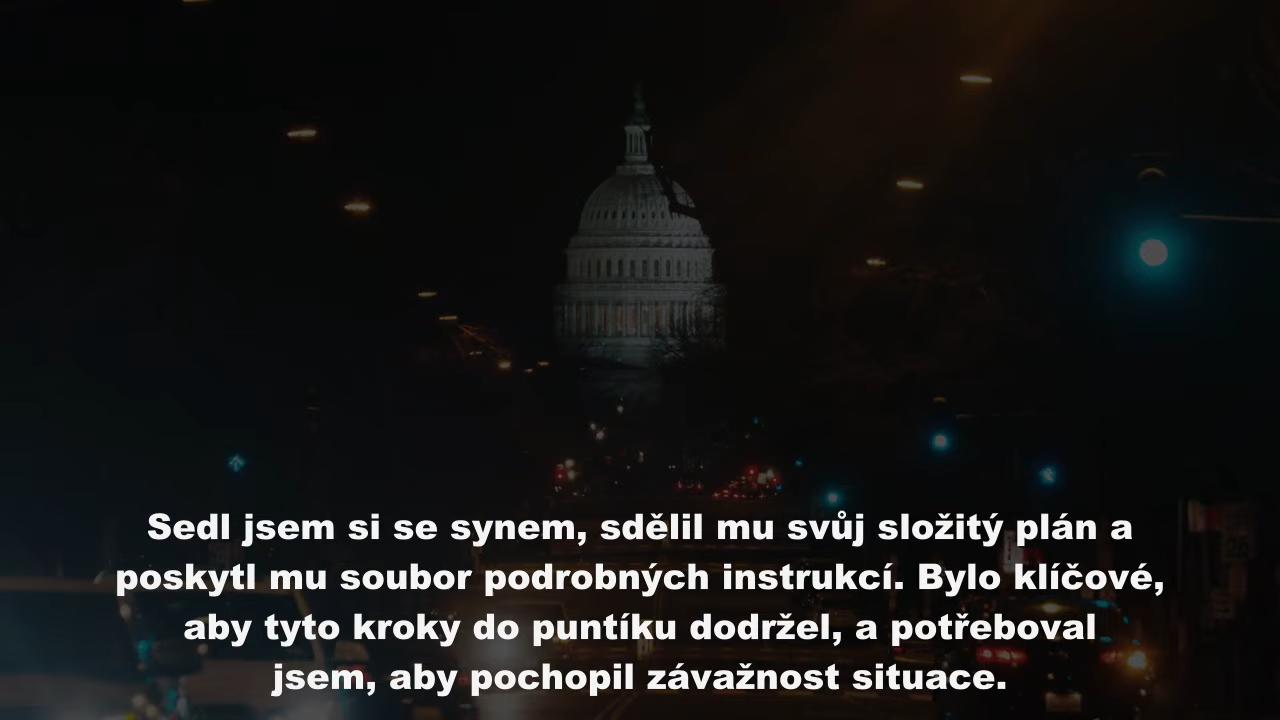 Sedl jsem si se synem, sdělil mu svůj složitý plán a
poskytl mu soubor podrobných instrukcí. Bylo klíčové,
aby tyto kroky do puntíku dodržel, a potřeboval
jsem, aby pochopil závažnost situace.